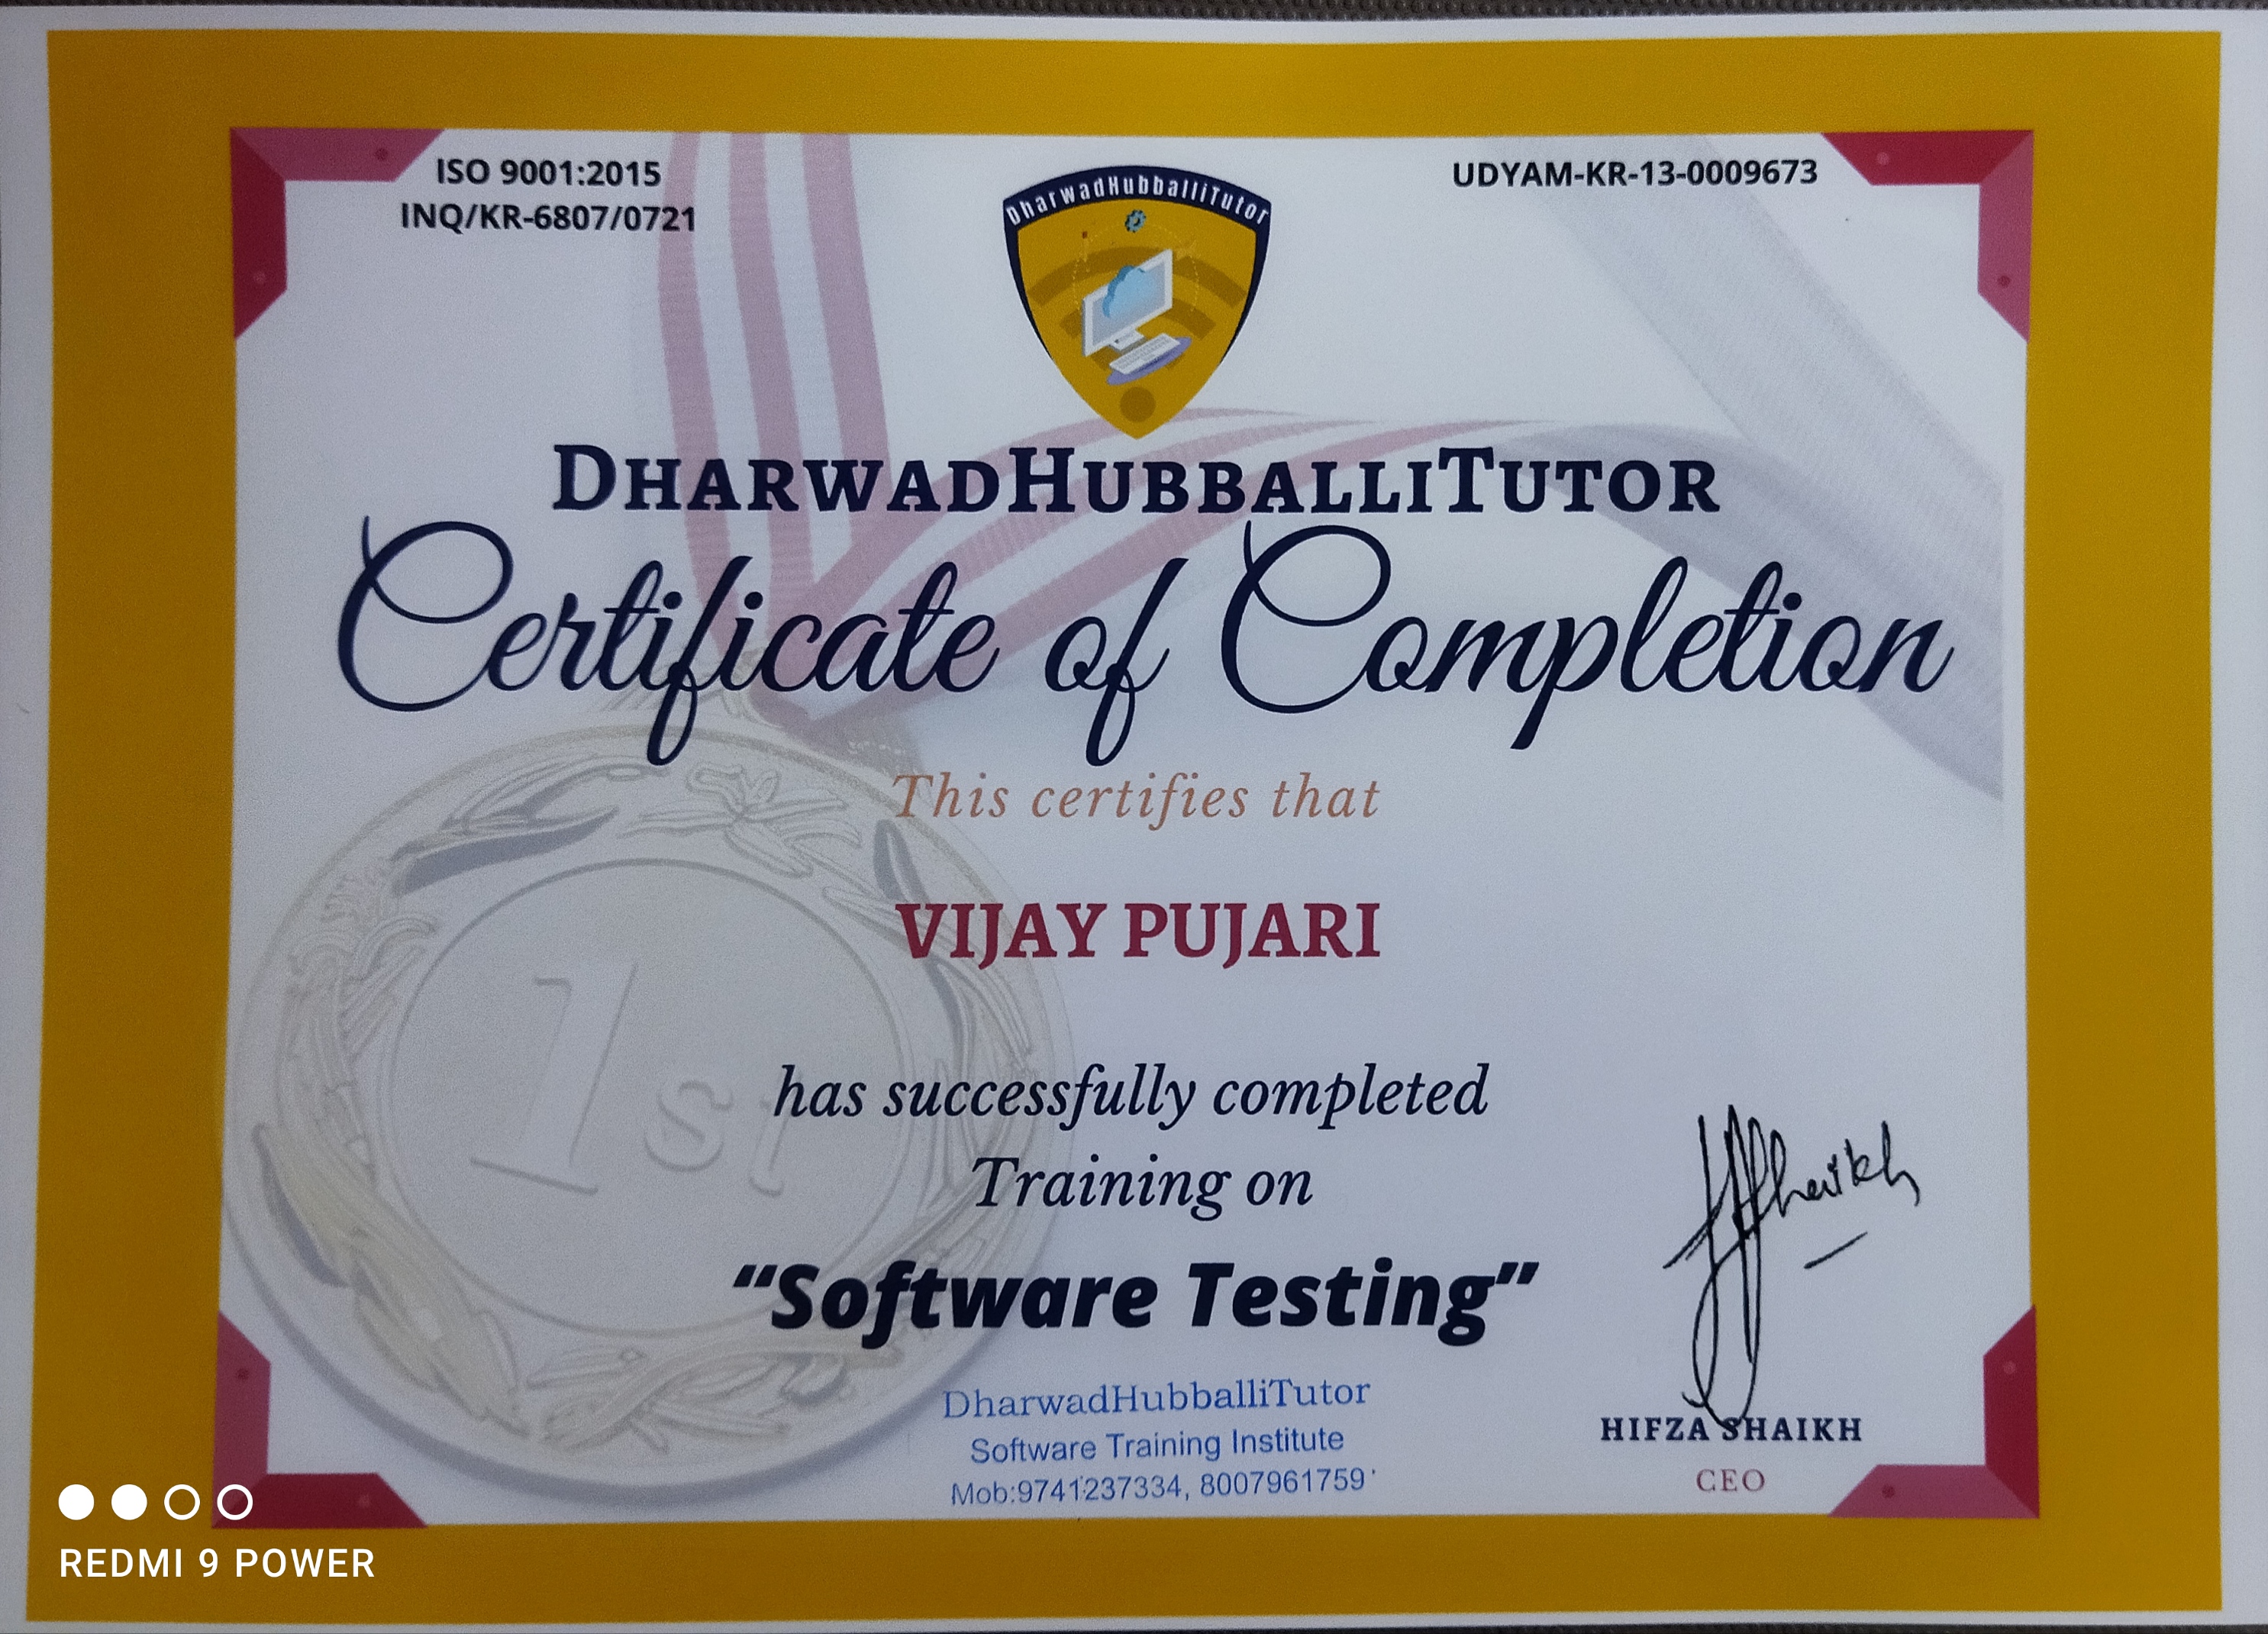 ISO 9001:2015
INQ/KR-6807/0721
UDYAM-KR-13-0009673
DharwadHubballiTutor
DHARWADHUBBALLITUTOR
Certificate of Completion
This certifies that
VIJAY PUJARI
1st
has successfully completed
Training on
“Software Testing”
Hfshaikh
DharwadHubballiTutor
Software Training Institute
Mob:9741237334, 8007961759
HIFZA SHAIKH
CEO
REDMI 9 POWER